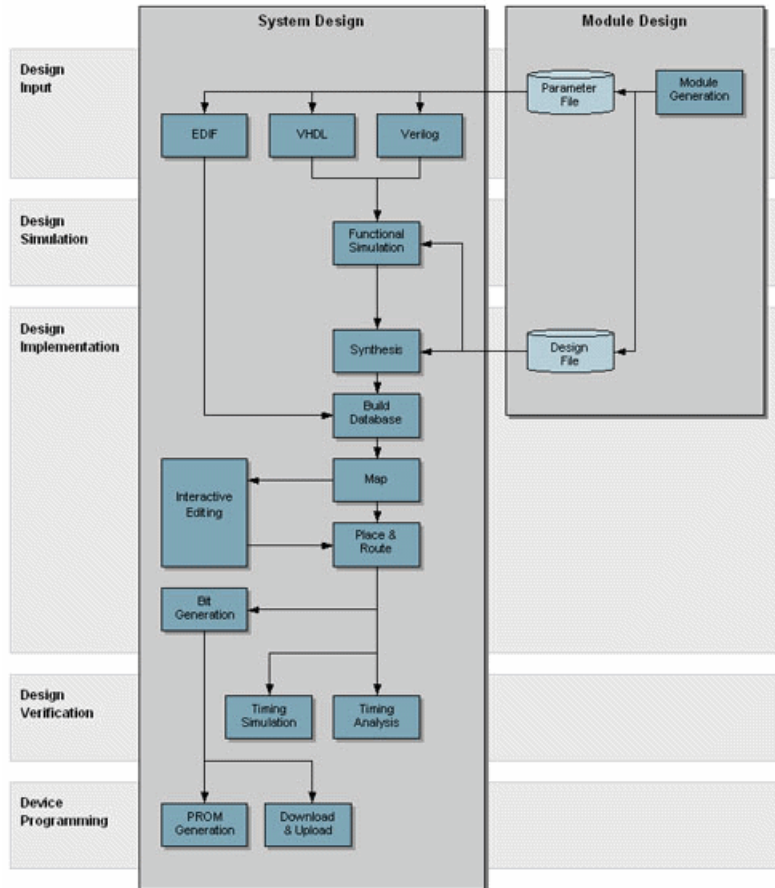 System Design
Module Design
Design
Input
Parameter
File
Module
Generation
EDIF
VHDL
Verilog
Design
Simulation
Functional
Simulation
Design
Implementation
Synthesis
Design
File
Build
Database
Map
Interactive
Editing
Place &
Route
Bit
Generation
Design
Verification
Timing
Simulation
Timing
Analysis
Device
Programming
PROM
Generation
Download
& Upload